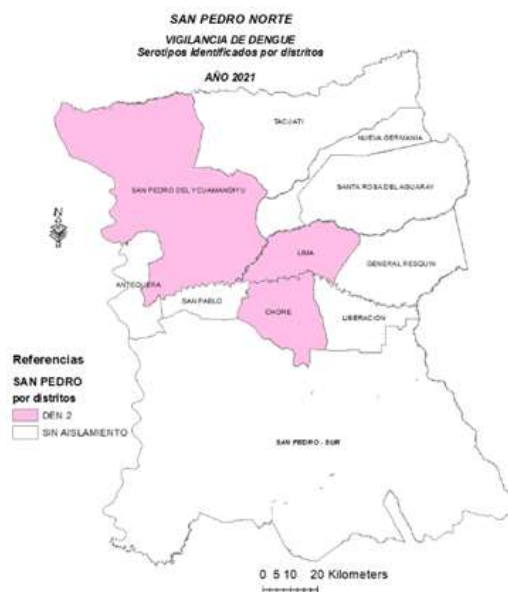 SAN PEDRO NORTE
VIGILANCIA DE DENGUE
Serotipos Identificados por distritos
AÑO 2021
TACUATI
NUEVA GERMANIA
SAN PEDRO DEL YCUAMANDIYU
SANTA ROSA DEL AGUARAY
N
LIMA
GENERAL RESQUIN
ANTEQUERA
SAN PABLO
CHORE
LIBERACION
Referencias
SAN PEDRO
por distritos
DEN 2
SIN AISLAMIENTO
SAN PEDRO - SUR
0 5 10 20 Kilometers